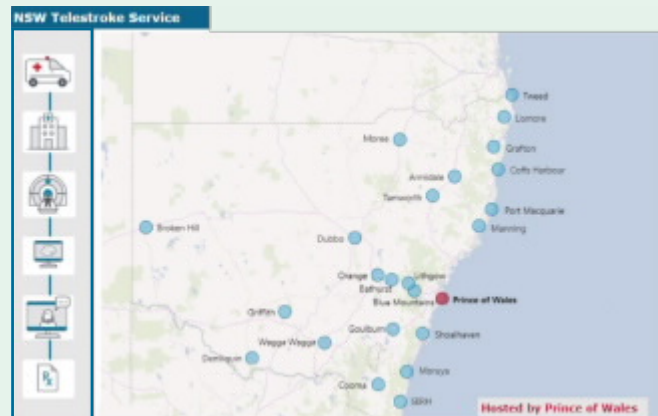 NSW Telestroke Service
Tweed
Lismore
Moree
Grafton
Armidale
Coffs Harbour
Tamworth
Port Macquarie
Broken Hill
Manning
Dubbo
Orange
Lithgow
Bathurst
Blue Mountains
Prince of Wales
Griffith
Goulburn
Shoalhaven
Wagga Wagga
Deniliquin
Moruya
Cooma
SERH
Hosted by Prince of Wales
Rx